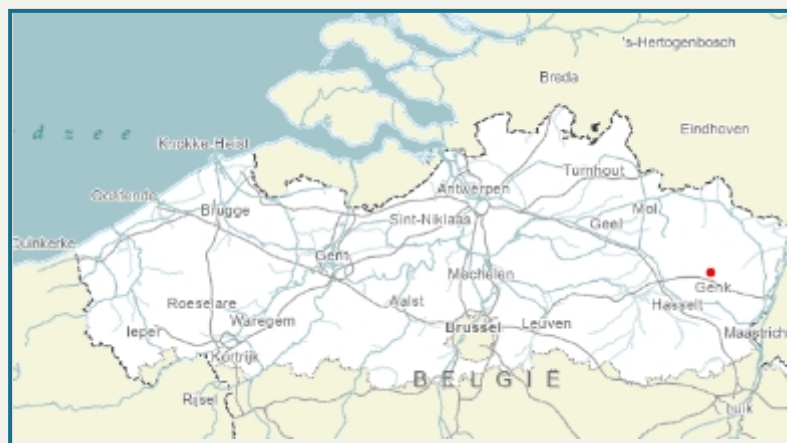 's-Hertogenbosch
Breda
d z e e
Eindhoven
Knokke-Heist
Turnhout
Oostende
Antwerpen
Brugge
Mol
Sint-Niklaas
Geel
Duinkerke
Gent
Mechelen
Genk
Roeselare
Aalst
Hasselt
Ieper
Waregem
Brussel
Leuven
Maastrich
Kortrijk
BELGIË
Rijsel
Luik